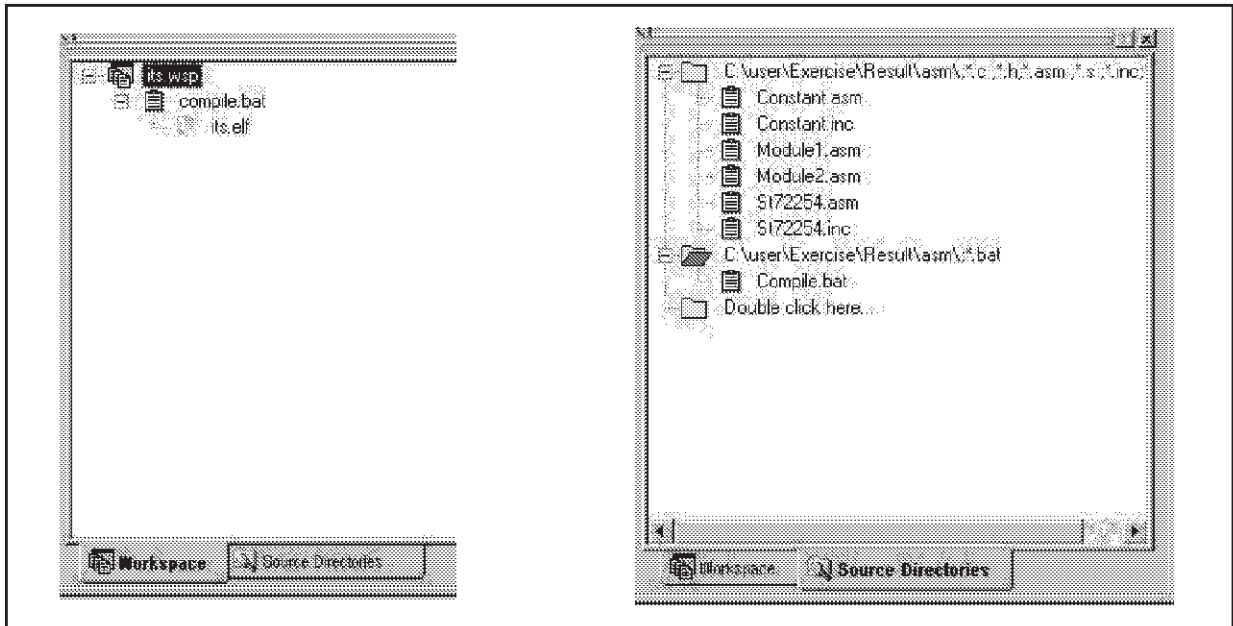 its.wsp
compile.bat
its.elf
Workspace
Source Directories
C:\user\Exercise\Result\asm\;*.c;*.h;*.asm;*.s;*.inc;
Constant.asm
Constant.inc
Module1.asm
Module2.asm
St72254.asm
St72254.inc
C:\user\Exercise\Result\asm\;*.bat
Compile.bat
Double click here...
Workspace
Source Directories